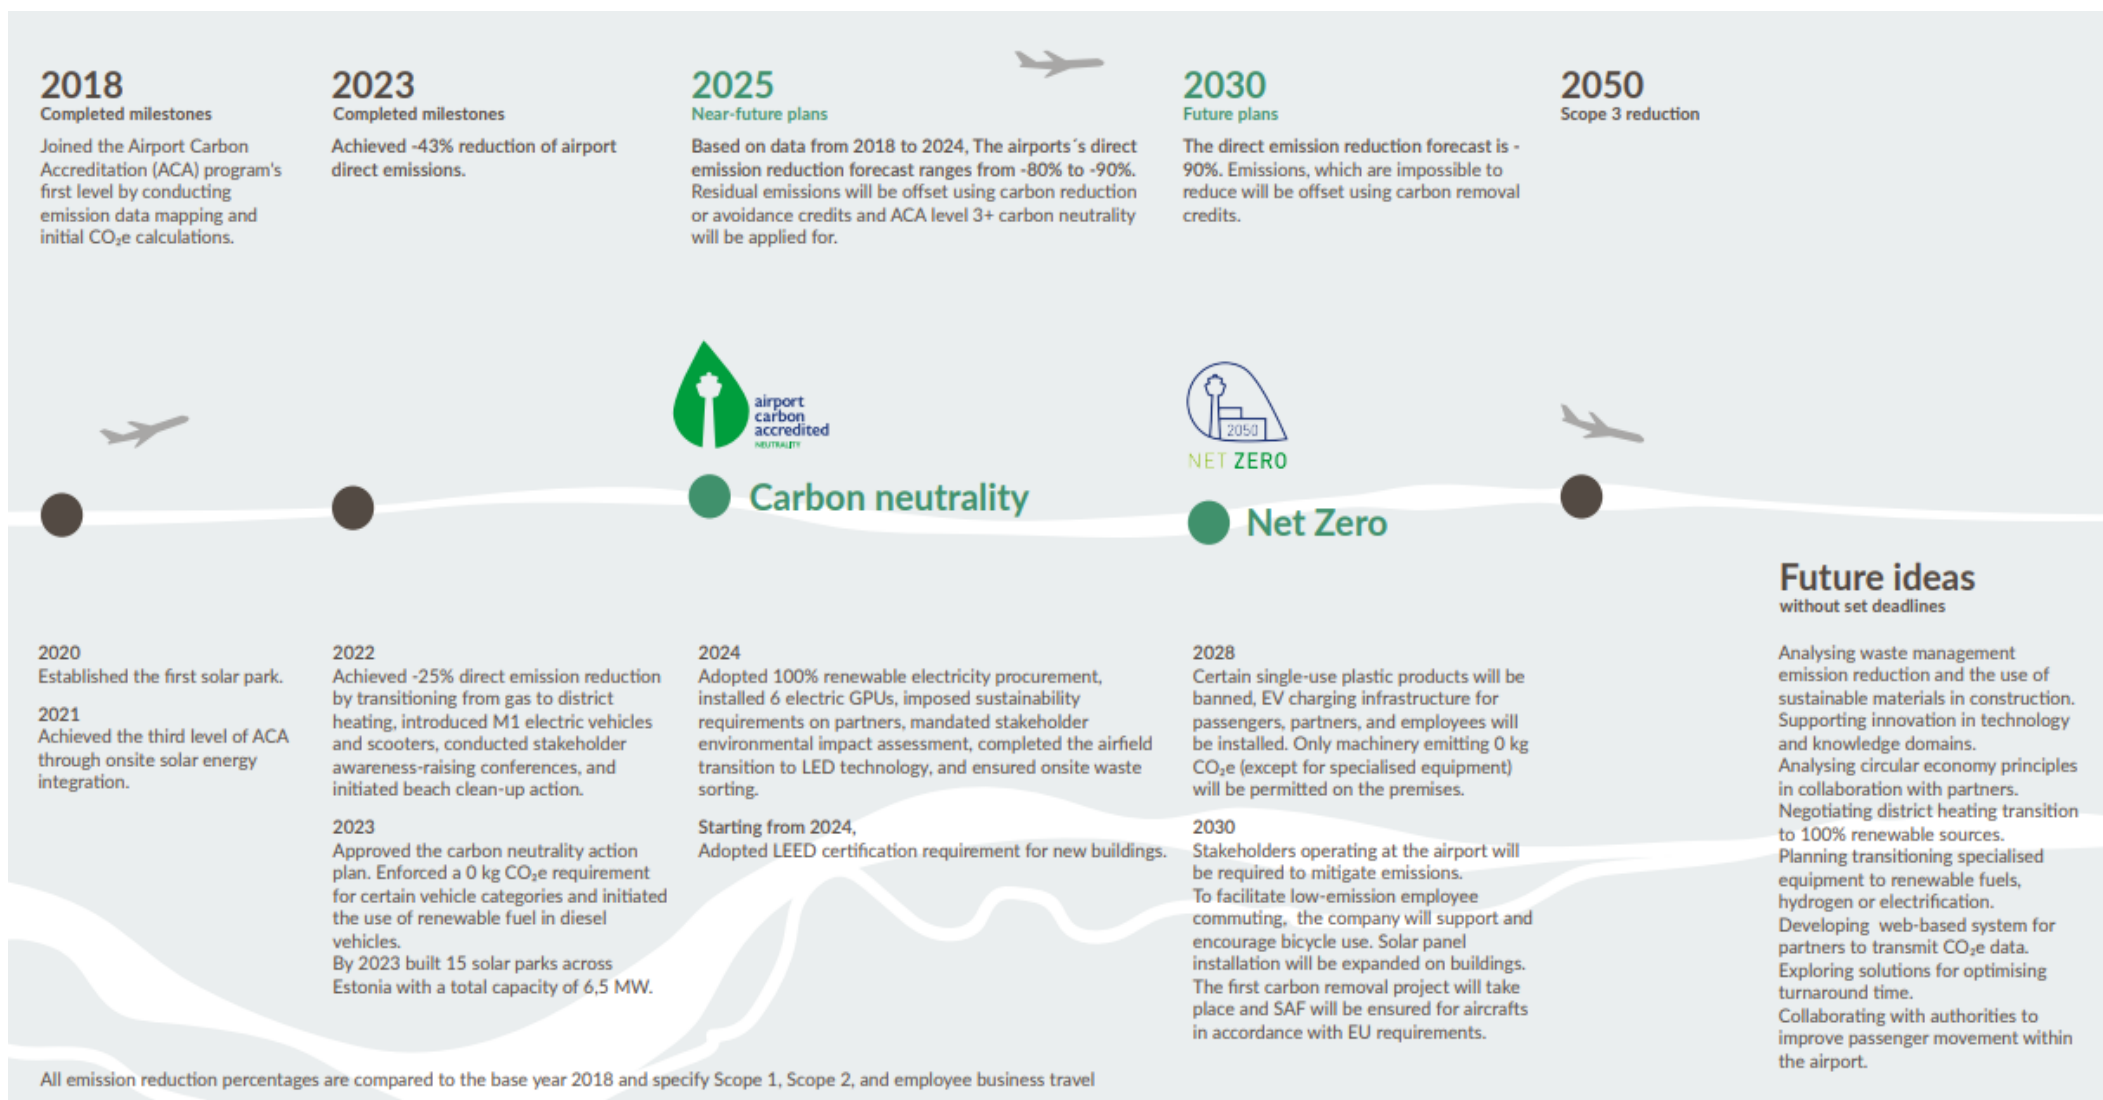 2018
Completed milestones
Joined the Airport Carbon
Accreditation (ACA) program's
first level by conducting
emission data mapping and
initial CO₂e calculations.
2023
Completed milestones
Achieved -43% reduction of airport
direct emissions.
2025
Near-future plans
Based on data from 2018 to 2024, The airports´s direct
emission reduction forecast ranges from -80% to -90%.
Residual emissions will be offset using carbon reduction
or avoidance credits and ACA level 3+ carbon neutrality
will be applied for.
2030
Future plans
The direct emission reduction forecast is -
90%. Emissions, which are impossible to
reduce will be offset using carbon removal
credits.
2050
Scope 3 reduction
airport
carbon
accredited
NEUTRALITY
2050
NET ZERO
Carbon neutrality
Net Zero
2020
Established the first solar park.
2021
Achieved the third level of ACA
through onsite solar energy
integration.
2022
Achieved -25% direct emission reduction
by transitioning from gas to district
heating, introduced M1 electric vehicles
and scooters, conducted stakeholder
awareness-raising conferences, and
initiated beach clean-up action.
2023
Approved the carbon neutrality action
plan. Enforced a 0 kg CO₂e requirement
for certain vehicle categories and initiated
the use of renewable fuel in diesel
vehicles.
By 2023 built 15 solar parks across
Estonia with a total capacity of 6,5 MW.
2024
Adopted 100% renewable electricity procurement,
installed 6 electric GPUs, imposed sustainability
requirements on partners, mandated stakeholder
environmental impact assessment, completed the airfield
transition to LED technology, and ensured onsite waste
sorting.
Starting from 2024,
Adopted LEED certification requirement for new buildings.
2028
Certain single-use plastic products will be
banned, EV charging infrastructure for
passengers, partners, and employees will
be installed. Only machinery emitting 0 kg
CO₂e (except for specialised equipment)
will be permitted on the premises.
2030
Stakeholders operating at the airport will
be required to mitigate emissions.
To facilitate low-emission employee
commuting, the company will support and
encourage bicycle use. Solar panel
installation will be expanded on buildings.
The first carbon removal project will take
place and SAF will be ensured for aircrafts
in accordance with EU requirements.
Future ideas
without set deadlines
Analysing waste management
emission reduction and the use of
sustainable materials in construction.
Supporting innovation in technology
and knowledge domains.
Analysing circular economy principles
in collaboration with partners.
Negotiating district heating transition
to 100% renewable sources.
Planning transitioning specialised
equipment to renewable fuels,
hydrogen or electrification.
Developing web-based system for
partners to transmit CO₂e data.
Exploring solutions for optimising
turnaround time.
Collaborating with authorities to
improve passenger movement within
the airport.
All emission reduction percentages are compared to the base year 2018 and specify Scope 1, Scope 2, and employee business travel